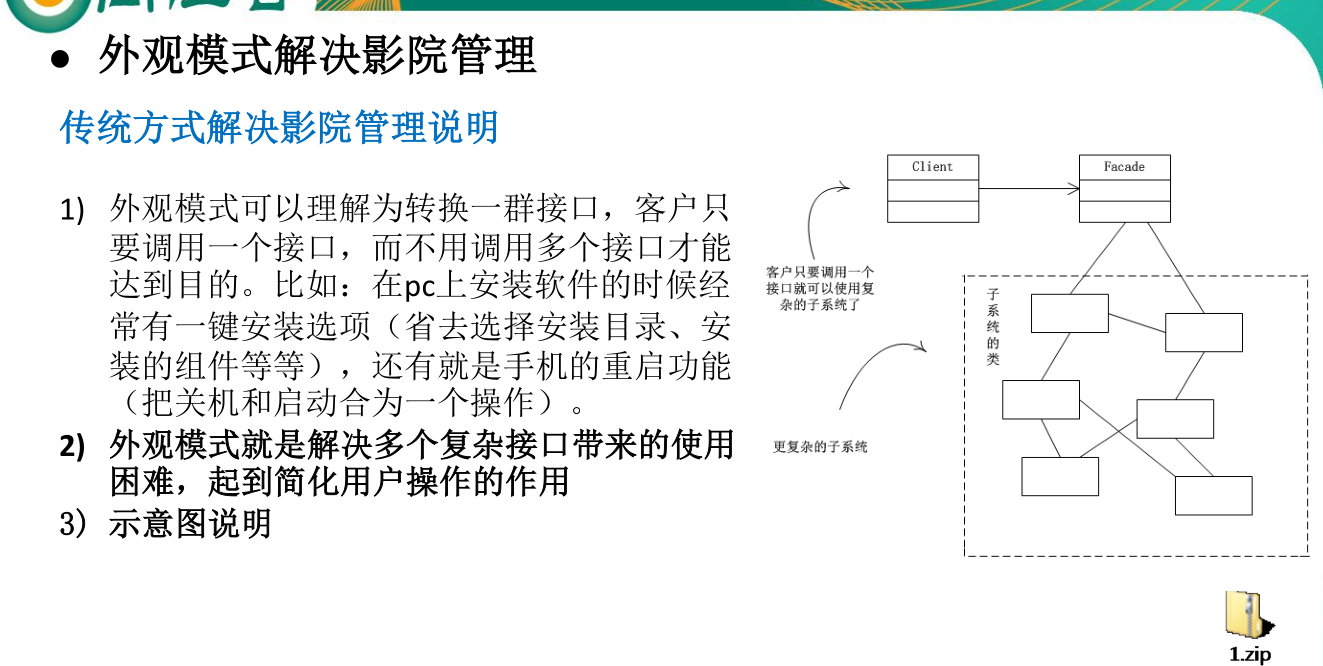 ● 外观模式解决影院管理
传统方式解决影院管理说明
1) 外观模式可以理解为转换一群接口，客户只
要调用一个接口，而不用调用多个接口才能
达到目的。比如：在pc上安装软件的时候经
常有一键安装选项（省去选择安装目录、安
装的组件等等），还有就是手机的重启功能
（把关机和启动合为一个操作）。
2) 外观模式就是解决多个复杂接口带来的使用
困难，起到简化用户操作的作用
3) 示意图说明
Client
Facade
客户只要调用一个
接口就可以使用复
杂的子系统了
子系统的类
更复杂的子系统
1.zip